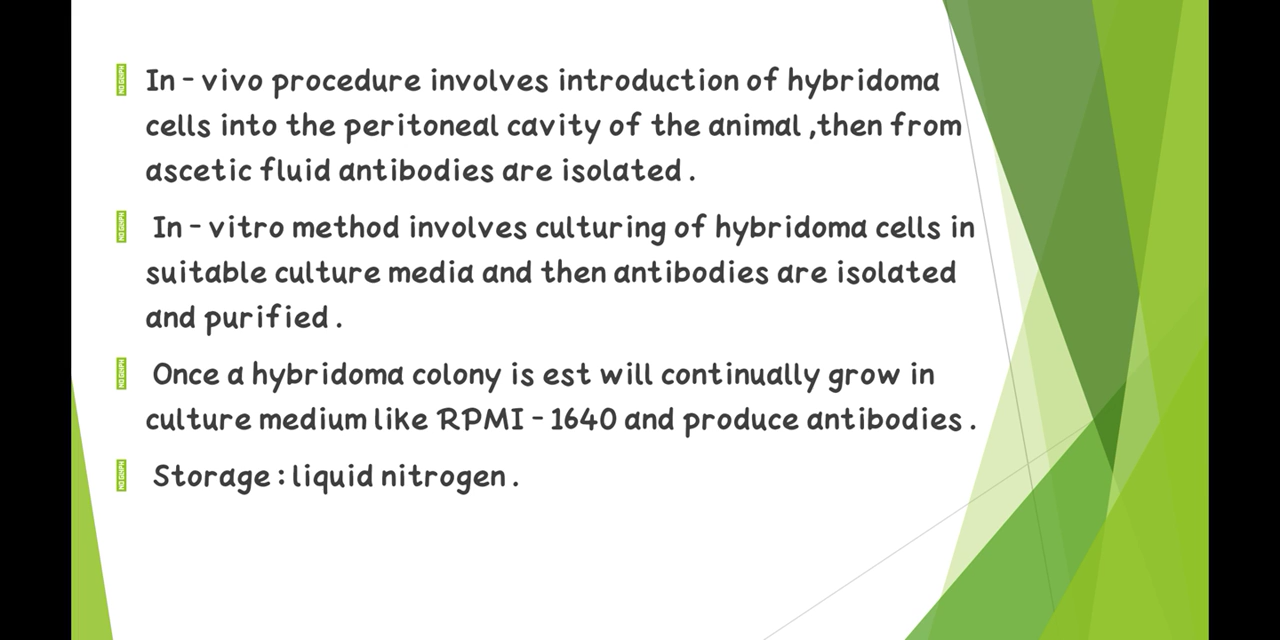 In - vivo procedure involves introduction of hybridoma
cells into the peritoneal cavity of the animal ,then from
ascetic fluid antibodies are isolated .
In - vitro method involves culturing of hybridoma cells in
suitable culture media and then antibodies are isolated
and purified .
Once a hybridoma colony is est will continually grow in
culture medium like RPMI - 1640 and produce antibodies .
Storage : liquid nitrogen .